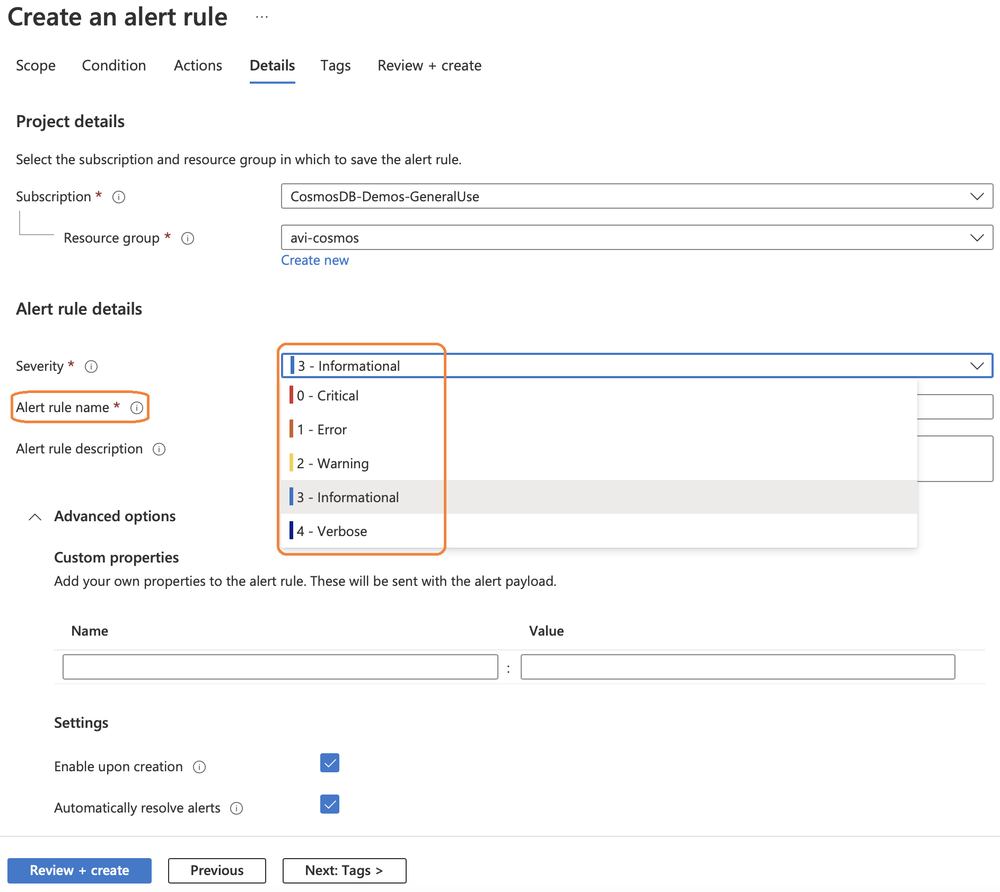 Create an alert rule ...
Scope Condition Actions Details Tags Review + create
Project details
Select the subscription and resource group in which to save the alert rule.
Subscription * CosmosDB-Demos-GeneralUse
Resource group * avi-cosmos
Create new
Alert rule details
Severity * 3 - Informational
0 - Critical
Alert rule name *
1 - Error
Alert rule description
2 - Warning
3 - Informational
Advanced options
4 - Verbose
Custom properties
Add your own properties to the alert rule. These will be sent with the alert payload.
Name Value
:
Settings
Enable upon creation
Automatically resolve alerts
Review + create Previous Next: Tags >